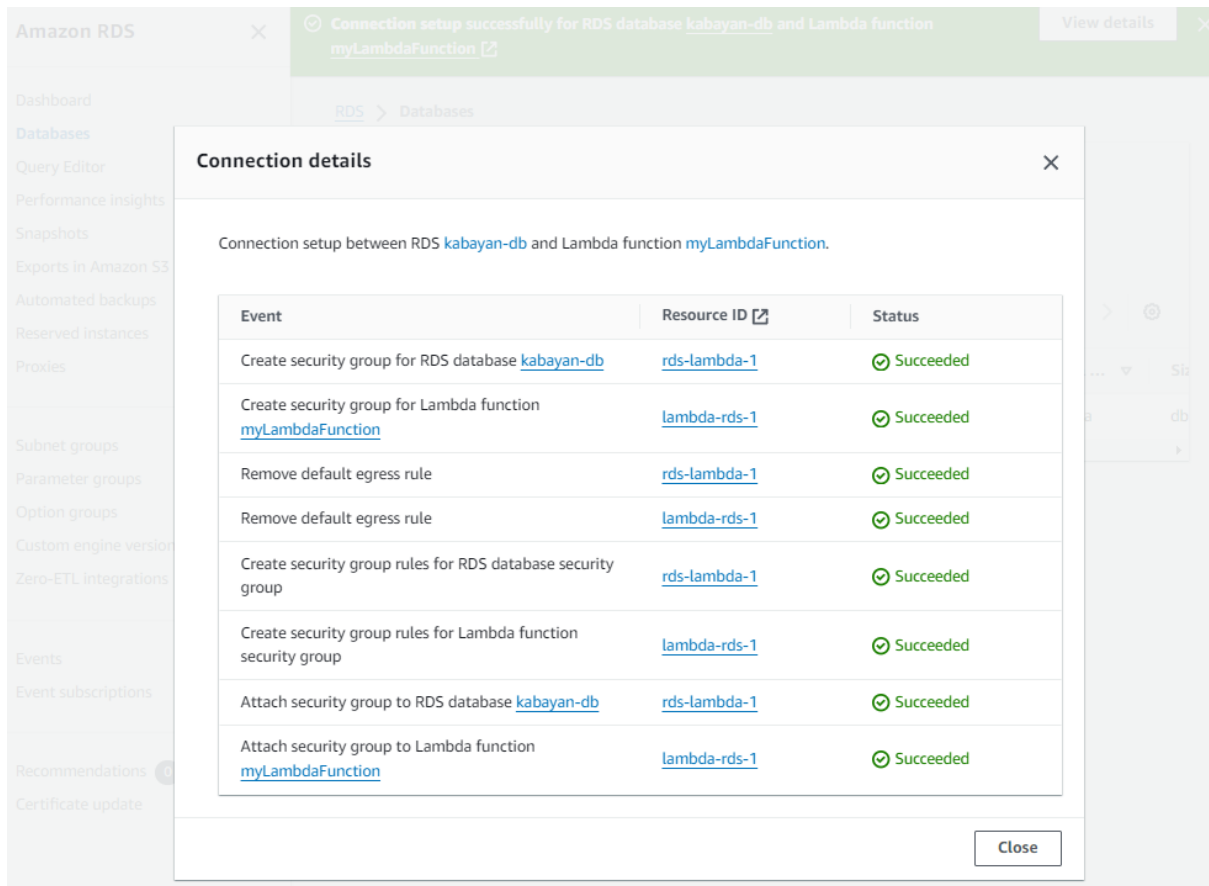 Amazon RDS
Connection setup successfully for RDS database kabayan-db and Lambda function
myLambdaFunction
View details
Dashboard
Databases
Query Editor
Performance insights
Snapshots
Exports in Amazon S3
Automated backups
Reserved instances
Proxies
Subnet groups
Parameter groups
Option groups
Custom engine version
Zero-ETL integrations
Events
Event subscriptions
Recommendations 0
Certificate update
RDS > Databases
Connection details
Connection setup between RDS kabayan-db and Lambda function myLambdaFunction.
Event Resource ID Status
Create security group for RDS database kabayan-db rds-lambda-1 Succeeded
Create security group for Lambda function
myLambdaFunction lambda-rds-1 Succeeded
Remove default egress rule rds-lambda-1 Succeeded
Remove default egress rule lambda-rds-1 Succeeded
Create security group rules for RDS database security
group rds-lambda-1 Succeeded
Create security group rules for Lambda function
security group lambda-rds-1 Succeeded
Attach security group to RDS database kabayan-db rds-lambda-1 Succeeded
Attach security group to Lambda function
myLambdaFunction lambda-rds-1 Succeeded
Close
... Siz
a db